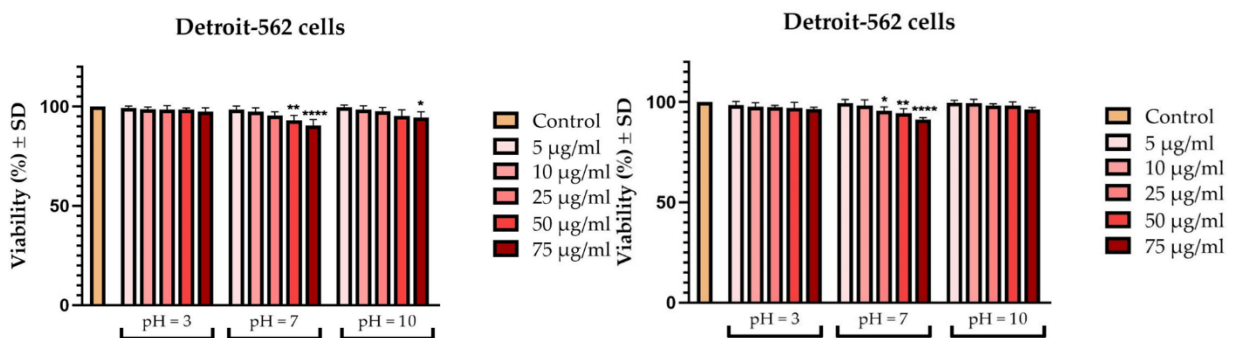 Detroit-562 cells
Viability (%) ± SD
100
50
0
** ****
*
pH = 3
pH = 7
pH = 10
Control
5 μg/ml
10 μg/ml
25 μg/ml
50 μg/ml
75 μg/ml
Detroit-562 cells
Viability (%) ± SD
100
50
0
* ** ****
pH = 3
pH = 7
pH = 10
Control
5 μg/ml
10 μg/ml
25 μg/ml
50 μg/ml
75 μg/ml